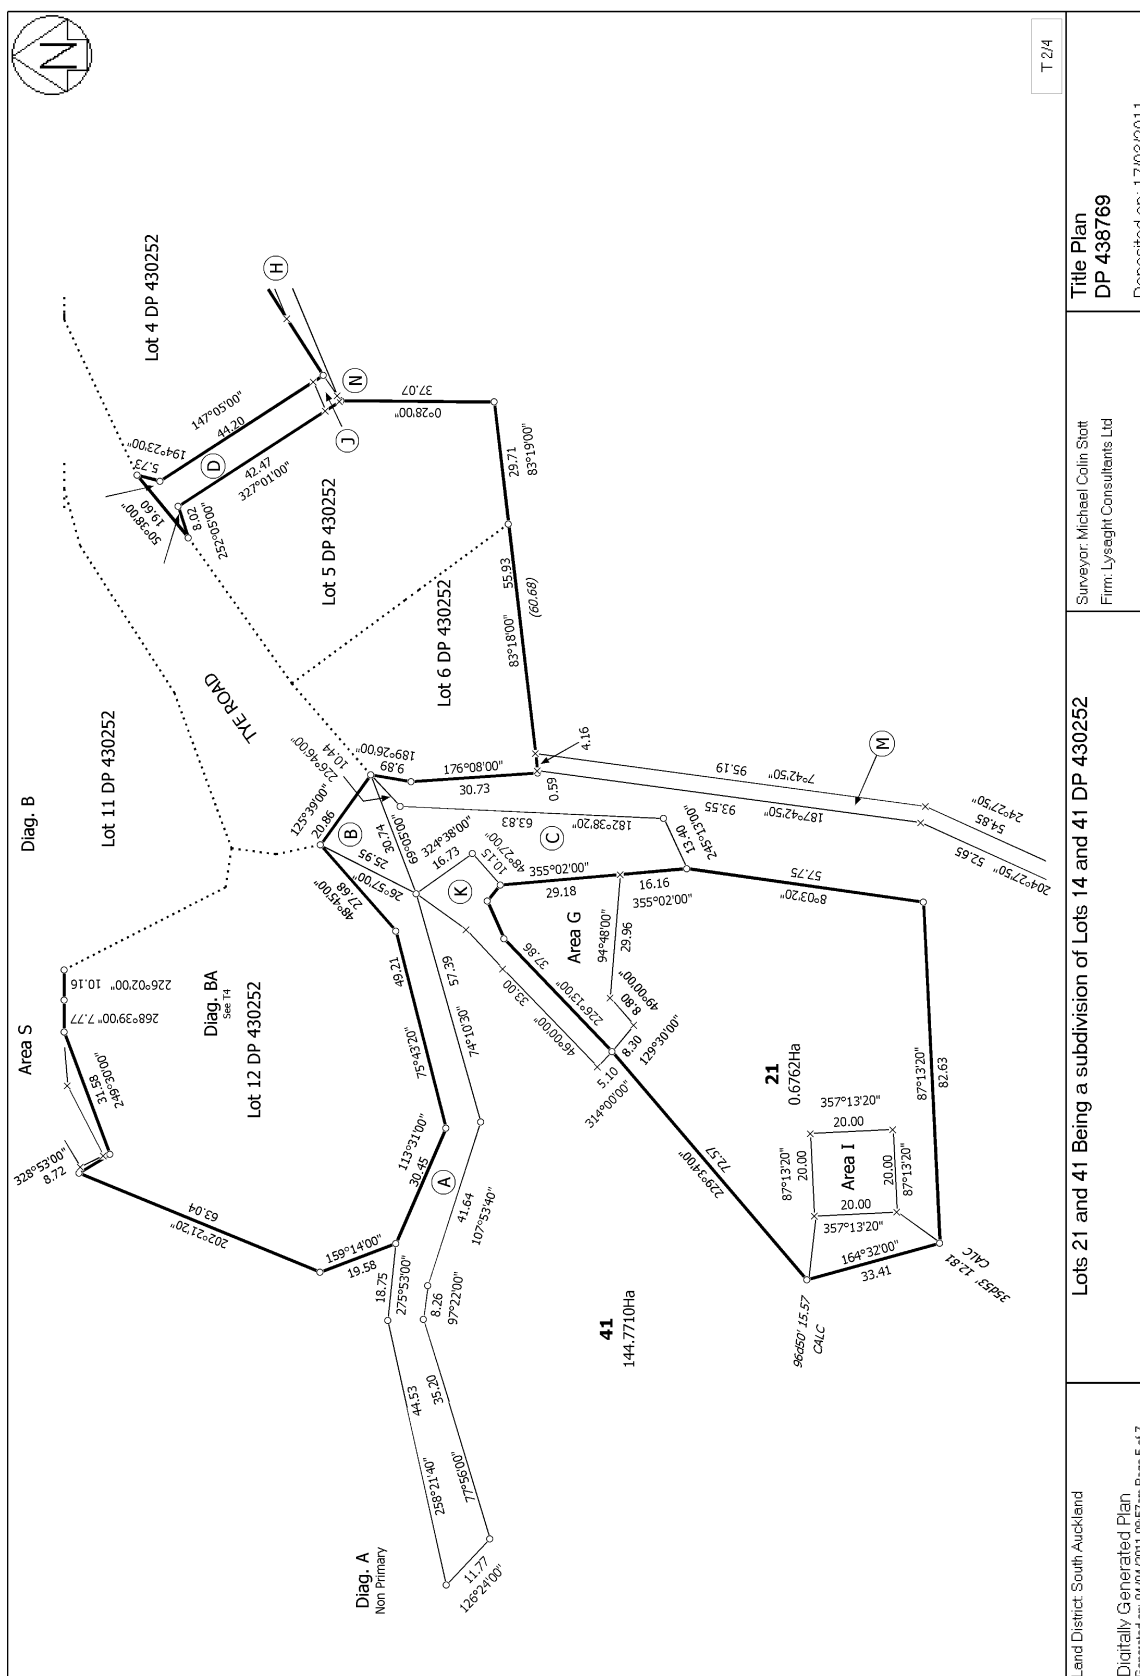 N
T 2/4
Diag. B
Lot 4 DP 430252
H
147°05'00"
44.20
194°23'00"
5.73
D
50°38'00"
19.60
8.02
252°05'00"
42.47
327°01'00"
J
N
37.07
0°28'00"
Lot 5 DP 430252
29.71
83°19'00"
Lot 11 DP 430252
TYE ROAD
Lot 6 DP 430252
55.93
(60.68)
83°18'00"
226°46'00"
10.44
189°26'00"
9.89
125°39'00"
20.86
176°08'00"
30.73
0.59
4.16
B
30.74
69°05'00"
25.95
26°57'00"
27.68
48°45'00"
324°38'00"
16.73
48°27'00"
10.15
K
63.83
182°38'20"
C
13.40
245°13'00"
95.19
7°42'50"
93.55
187°42'50"
M
24°27'50"
54.85
52.65
204°27'50"
355°02'00"
29.18
16.16
355°02'00"
57.75
8°03'20"
Area S
10.16
226°02'00"
7.77
268°39'00"
31.58
249°30'00"
328°53'00"
8.72
Diag. BA
See T4
Lot 12 DP 430252
49.21
75°43'20"
57.39
74°10'30"
37.86
226°13'00"
33.00
46°00'00"
Area G
94°48'00"
29.96
8.80
49°00'00"
8.30
129°30'00"
5.10
314°00'00"
63.04
202°21'20"
113°31'00"
30.45
A
159°14'00"
19.58
18.75
275°53'00"
41.64
107°53'40"
8.26
97°22'00"
72.57
229°34'00"
21
0.6762Ha
357°13'20"
20.00
87°13'20"
20.00
Area I
20.00
87°13'20"
20.00
357°13'20"
87°13'20"
82.63
164°32'00"
33.41
35d53' 12.81
CALC
96d50' 15.57
CALC
41
144.7710Ha
44.53
258°21'40"
35.20
77°56'00"
11.77
126°24'00"
Diag. A
Non Primary
Land District: South Auckland
Digitally Generated Plan
Lots 21 and 41 Being a subdivision of Lots 14 and 41 DP 430252
Surveyor: Michael Colin Stott
Firm: Lysaght Consultants Ltd
Title Plan
DP 438769
Deposited on: 17/03/2011